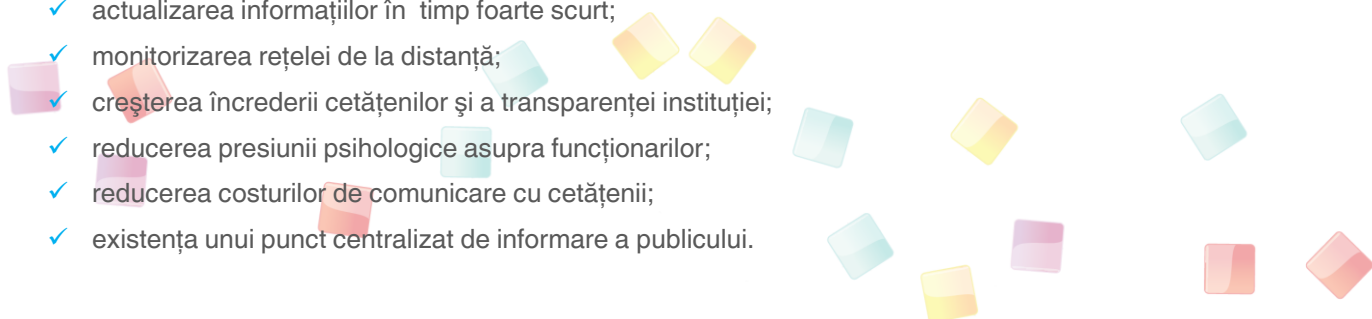 ✓ actualizarea informațiilor în timp foarte scurt;
✓ monitorizarea rețelei de la distanță;
✓ creşterea încrederii cetățenilor şi a transparenței instituției;
✓ reducerea presiunii psihologice asupra funcționarilor;
✓ reducerea costurilor de comunicare cu cetățenii;
✓ existența unui punct centralizat de informare a publicului.